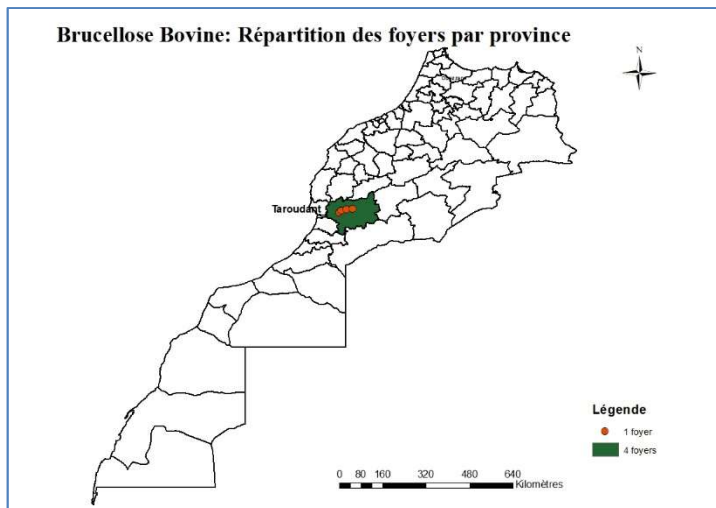 Brucellose Bovine: Répartition des foyers par province
N
Taroudant
Légende
1 foyer
4 foyers
0 80 160 320 480 640
Kilomètres